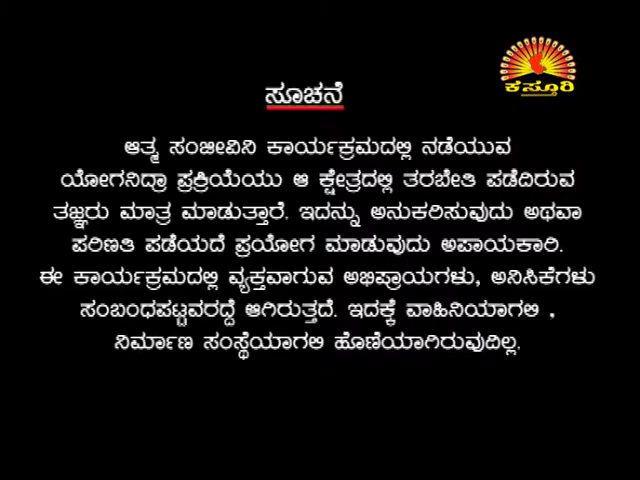 ಕಸ್ತೂರಿ
ಸೂಚನೆ
ಆತ್ಮ ಸಂಜೀವಿನಿ ಕಾರ್ಯಕ್ರಮದಲ್ಲಿ ನಡೆಯುವ
ಯೋಗನಿದ್ರಾ ಪ್ರಕ್ರಿಯೆಯು ಆ ಕ್ಷೇತ್ರದಲ್ಲಿ ತರಬೇತಿ ಪಡೆದಿರುವ
ತಜ್ಞರು ಮಾತ್ರ ಮಾಡುತ್ತಾರೆ. ಇದನ್ನು ಅನುಕರಿಸುವುದು ಅಥವಾ
ಪರಿಣತಿ ಪಡೆಯದೆ ಪ್ರಯೋಗ ಮಾಡುವುದು ಅಪಾಯಕಾರಿ.
ಈ ಕಾರ್ಯಕ್ರಮದಲ್ಲಿ ವ್ಯಕ್ತವಾಗುವ ಅಭಿಪ್ರಾಯಗಳು, ಅನಿಸಿಕೆಗಳು
ಸಂಬಂಧಪಟ್ಟವರದ್ದೆ ಆಗಿರುತ್ತದೆ. ಇದಕ್ಕೆ ವಾಹಿನಿಯಾಗಲಿ ,
ನಿರ್ಮಾಣ ಸಂಸ್ಥೆಯಾಗಲಿ ಹೊಣೆಯಾಗಿರುವುದಿಲ್ಲ.